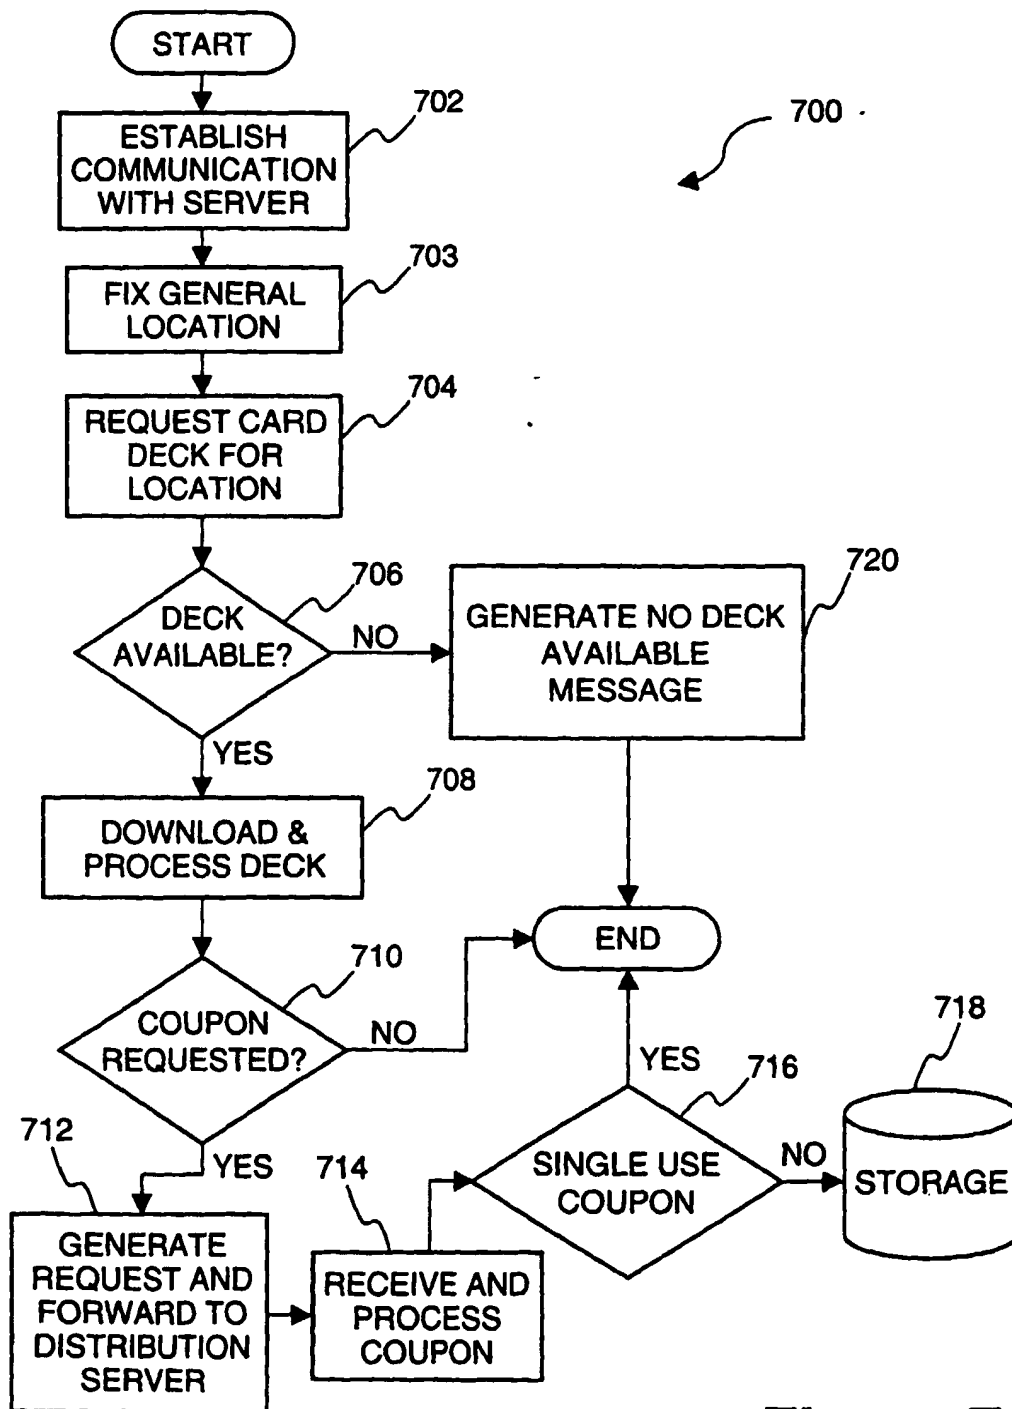 START
702
ESTABLISH
COMMUNICATION
WITH SERVER
700
703
FIX GENERAL
LOCATION
704
REQUEST CARD
DECK FOR
LOCATION
706
DECK
AVAILABLE?
NO
720
GENERATE NO DECK
AVAILABLE
MESSAGE
YES
708
DOWNLOAD &
PROCESS DECK
END
710
COUPON
REQUESTED?
NO
YES
712
GENERATE
REQUEST AND
FORWARD TO
DISTRIBUTION
SERVER
714
RECEIVE AND
PROCESS
COUPON
716
SINGLE USE
COUPON
YES
NO
718
STORAGE